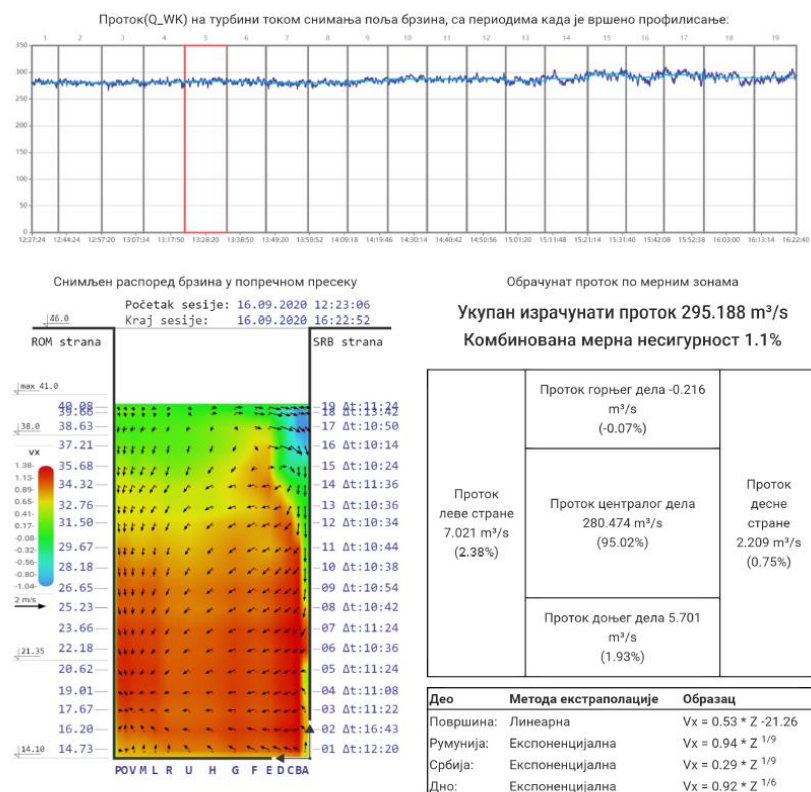 Проток(Q_WK) на турбини током снимања поља брзина, са периодима када је вршено профилисање:
1 2 3 4 5 6 7 8 9 10 11 12 13 14 15 16 17 18 19
350
300
250
200
150
100
50
0
12:27:24 12:44:24 12:57:20 13:07:34 13:17:50 13:28:20 13:38:50 13:49:20 13:59:52 14:09:18 14:19:46 14:30:14 14:40:42 14:50:56 15:01:20 15:11:48 15:21:14 15:31:40 15:42:08 15:52:38 16:03:00 16:13:14 16:22:40
Снимљен распоред брзина у попречном пресеку
Početak sesije: 16.09.2020 12:23:06
Kraj sesije: 16.09.2020 16:22:52
46.0
ROM strana
SRB strana
max 41.0
38.0
21.35
14.10
vx
1.38
1.13
0.89
0.65
0.41
0.17
-0.08
-0.32
-0.56
-0.80
-1.04
2 m/s
40.08 19 Δt:11:24
39.66 18 Δt:13:42
38.63 17 Δt:10:50
37.21 16 Δt:10:14
35.68 15 Δt:10:24
34.32 14 Δt:11:36
32.76 13 Δt:10:36
31.50 12 Δt:10:34
29.67 11 Δt:10:44
28.18 10 Δt:10:38
26.65 09 Δt:10:54
25.23 08 Δt:10:42
23.66 07 Δt:11:24
22.18 06 Δt:10:36
20.62 05 Δt:11:24
19.01 04 Δt:11:08
17.67 03 Δt:11:22
16.20 02 Δt:16:43
14.73 01 Δt:12:20
POVM L R U H G F E DCBA
Обрачунат проток по мерним зонама
Укупан израчунати проток 295.188 m³/s
Комбинована мерна несигурност 1.1%
Проток горњег дела -0.216
m³/s
(-0.07%)
Проток
леве стране
7.021 m³/s
(2.38%)
Проток централог дела
280.474 m³/s
(95.02%)
Проток
десне
стране
2.209 m³/s
(0.75%)
Проток доњег дела 5.701
m³/s
(1.93%)
Део Метода екстраполације Образац
Површина: Линеарна Vx = 0.53 * Z -21.26
Румунија: Експоненцијална Vx = 0.94 * Z 1/9
Србија: Експоненцијална Vx = 0.29 * Z 1/9
Дно: Експоненцијална Vx = 0.92 * Z 1/6